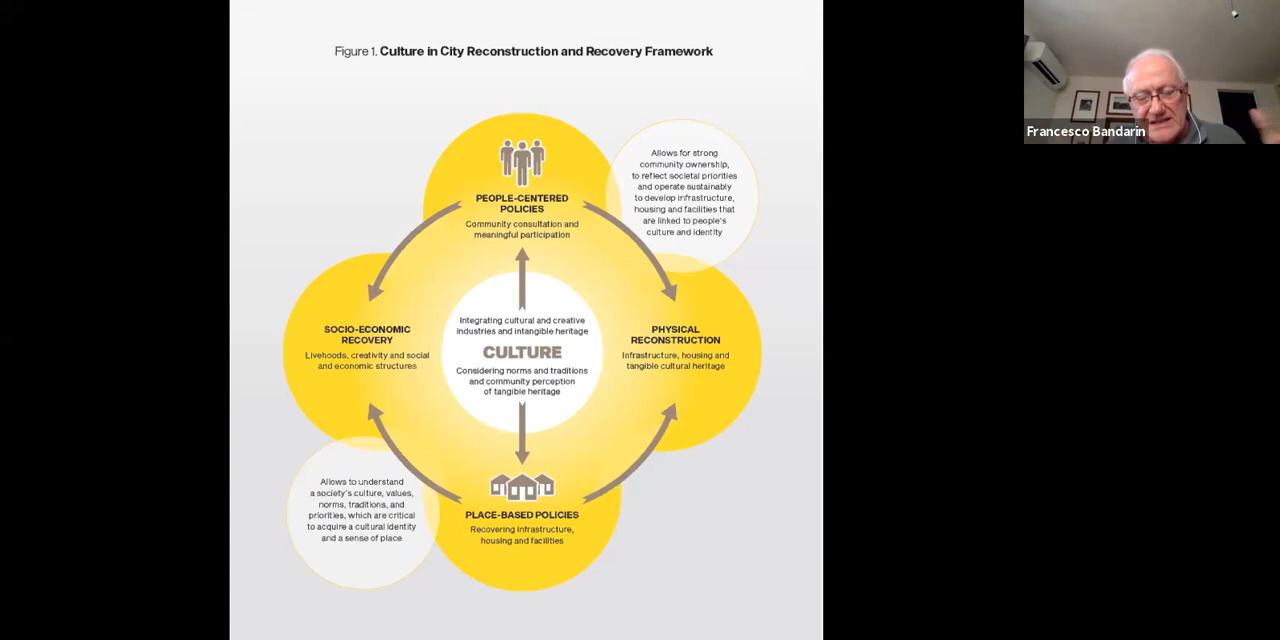 Figure 1. Culture in City Reconstruction and Recovery Framework
Francesco Bandarin
PEOPLE-CENTERED
POLICIES
Community consultation and
meaningful participation
Allows for strong
community ownership,
to reflect societal priorities
and operate sustainably
to develop infrastructure,
housing and facilities that
are linked to people's
culture and identity
SOCIO-ECONOMIC
RECOVERY
Livehoods, creativity and social
and economic structures
Integrating cultural and creative
industries and intangible heritage
CULTURE
Considering norms and traditions
and community perception
of tangible heritage
PHYSICAL
RECONSTRUCTION
Infrastructure, housing and
tangible cultural heritage
Allows to understand
a society's culture, values,
norms, traditions, and
priorities, which are critical
to acquire a cultural identity
and a sense of place
PLACE-BASED POLICIES
Recovering infrastructure,
housing and facilities